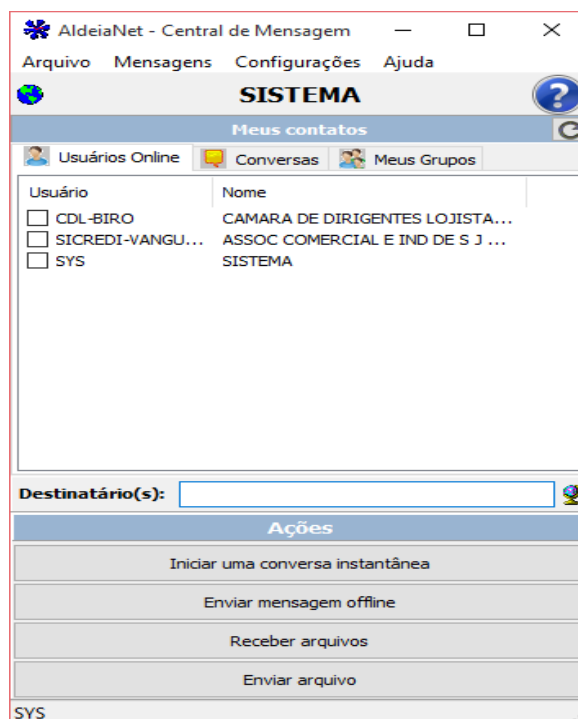 AldeiaNet - Central de Mensagem
Arquivo Mensagens Configurações Ajuda
SISTEMA
?
Meus contatos
Usuários Online Conversas Meus Grupos
Usuário Nome
CDL-BIRO CAMARA DE DIRIGENTES LOJISTA...
SICREDI-VANGU... ASSOC COMERCIAL E IND DE S J ...
SYS SISTEMA
Destinatário(s):
Ações
Iniciar uma conversa instantânea
Enviar mensagem offline
Receber arquivos
Enviar arquivo
SYS